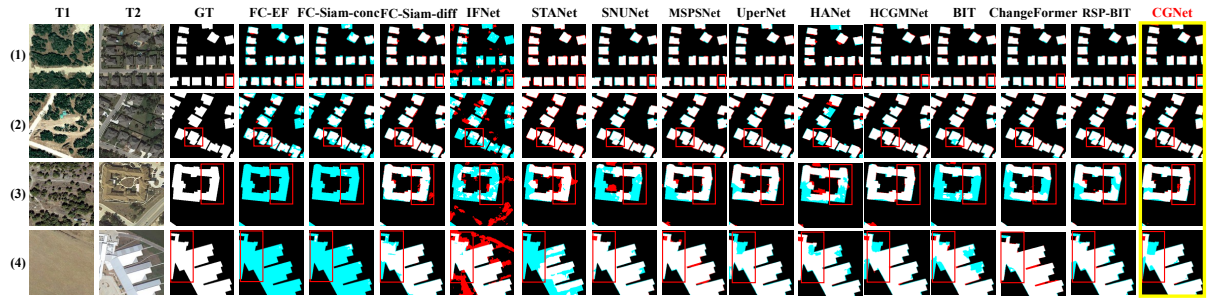 T1 T2 GT FC-EF FC-Siam-conc FC-Siam-diff IFNet STANet SNUNet MSPSNet UperNet HANet HCGMNet BIT ChangeFormer RSP-BIT CGNet
(1)
(2)
(3)
(4)